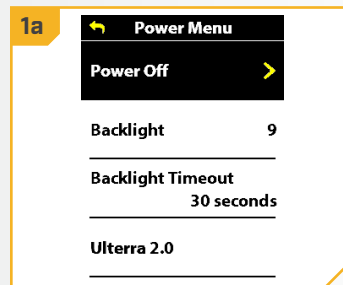 1a
Power Menu
Power Off
Backlight 9
Backlight Timeout
30 seconds
Ulterra 2.0